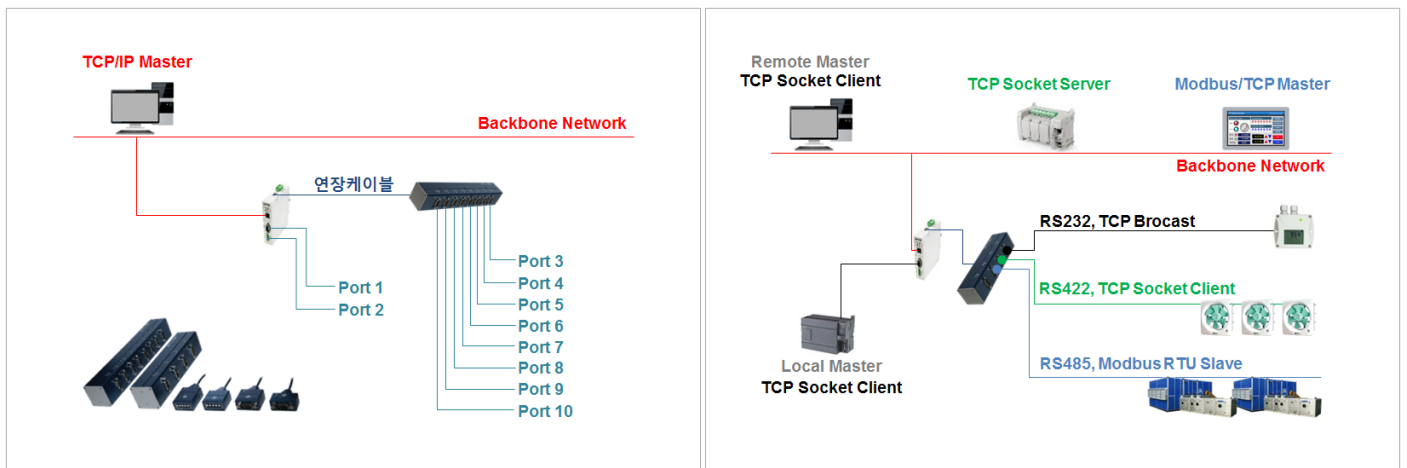 TCP/IP Master
Backbone Network
연장케이블
Port 3
Port 4
Port 5
Port 6
Port 7
Port 8
Port 9
Port 10
Port 1
Port 2
Remote Master
TCP Socket Client
TCP Socket Server
Modbus/TCP Master
Backbone Network
RS232, TCP Brocast
RS422, TCP Socket Client
RS485, Modbus RTU Slave
Local Master
TCP Socket Client